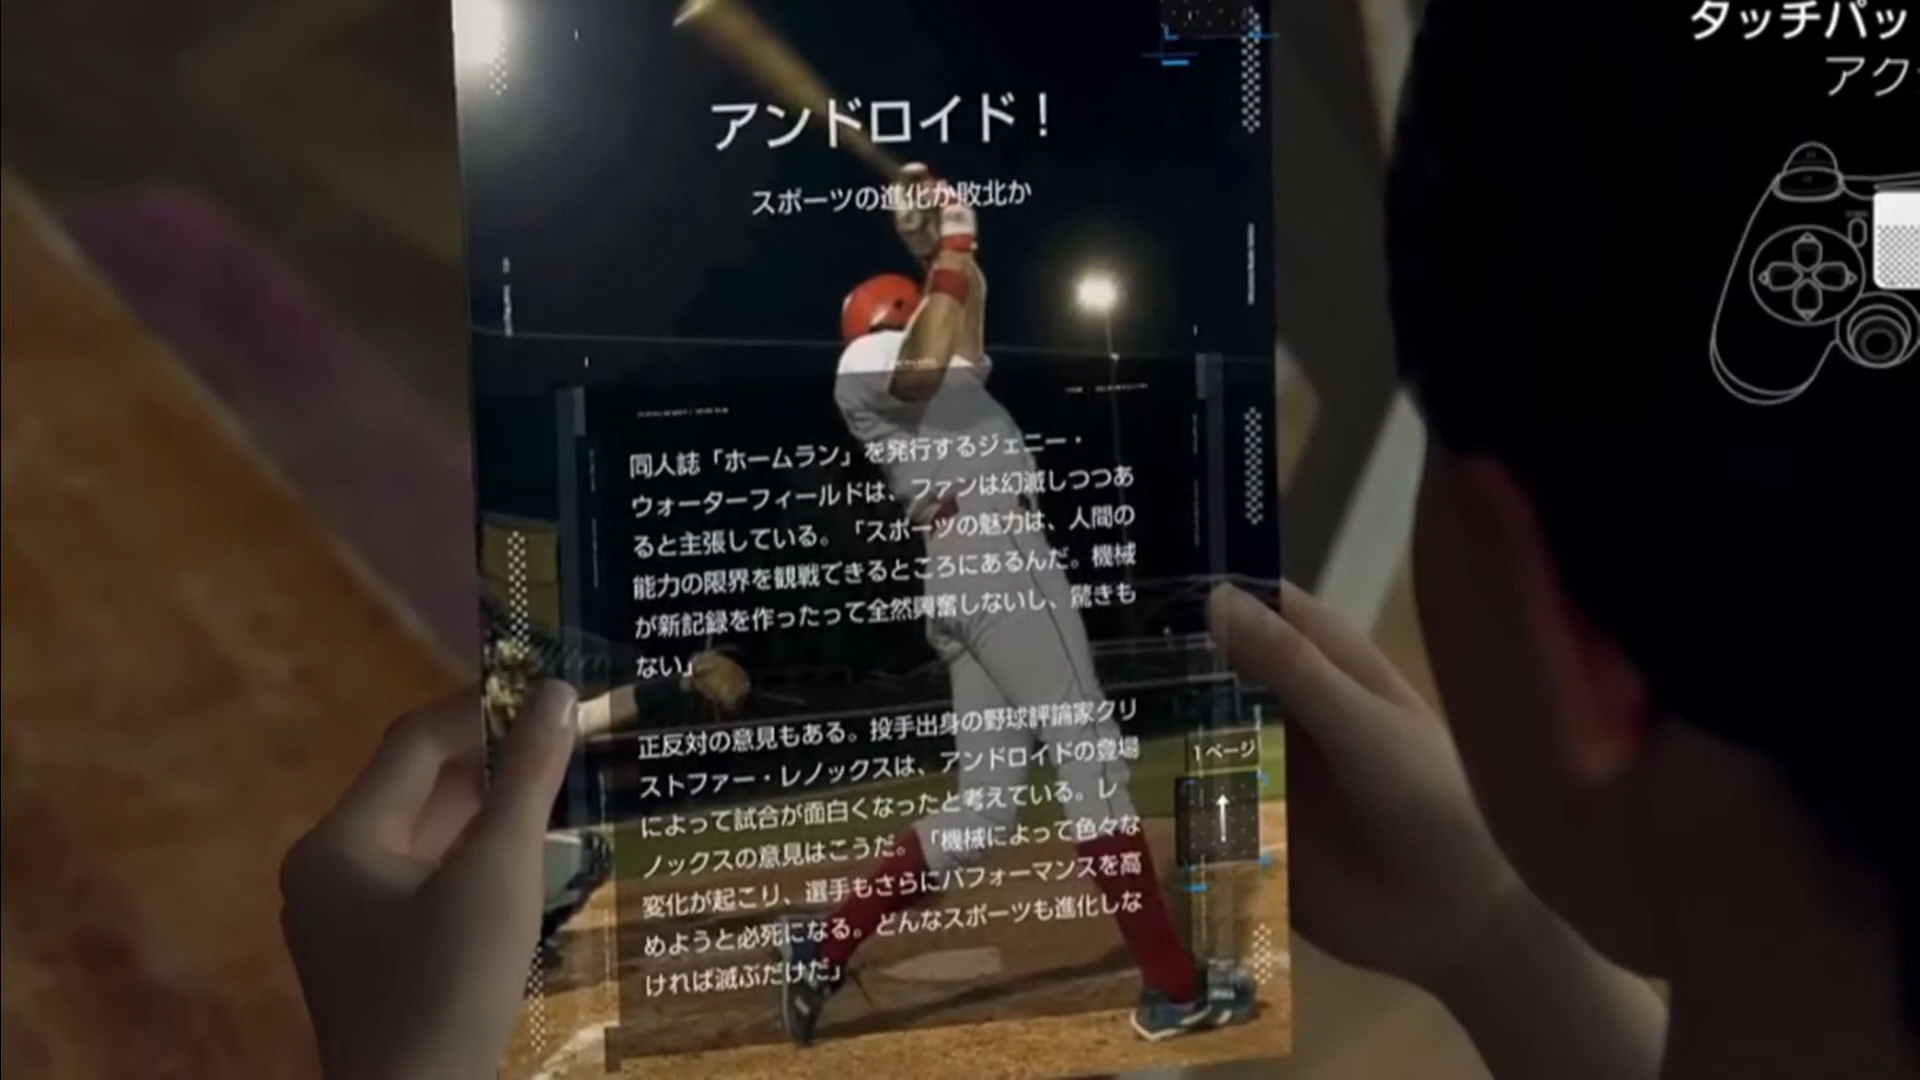 タッチパッ
アク
アンドロイド！
スポーツの進化か敗北か
同人誌「ホームラン」を発行するジェニー・
ウォーターフィールドは、ファンは幻滅しつつあ
ると主張している。「スポーツの魅力は、人間の
能力の限界を観戦できるところにあるんだ。機械
が新記録を作ったって全然興奮しないし、驚きも
ない」
正反対の意見もある。投手出身の野球評論家クリ
ストファー・レノックスは、アンドロイドの登場
によって試合が面白くなったと考えている。レ
ノックスの意見はこうだ。「機械によって色々な
変化が起こり、選手もさらにパフォーマンスを高
めようと必死になる。どんなスポーツも進化しな
ければ滅ぶだけだ」
1ページ
↑